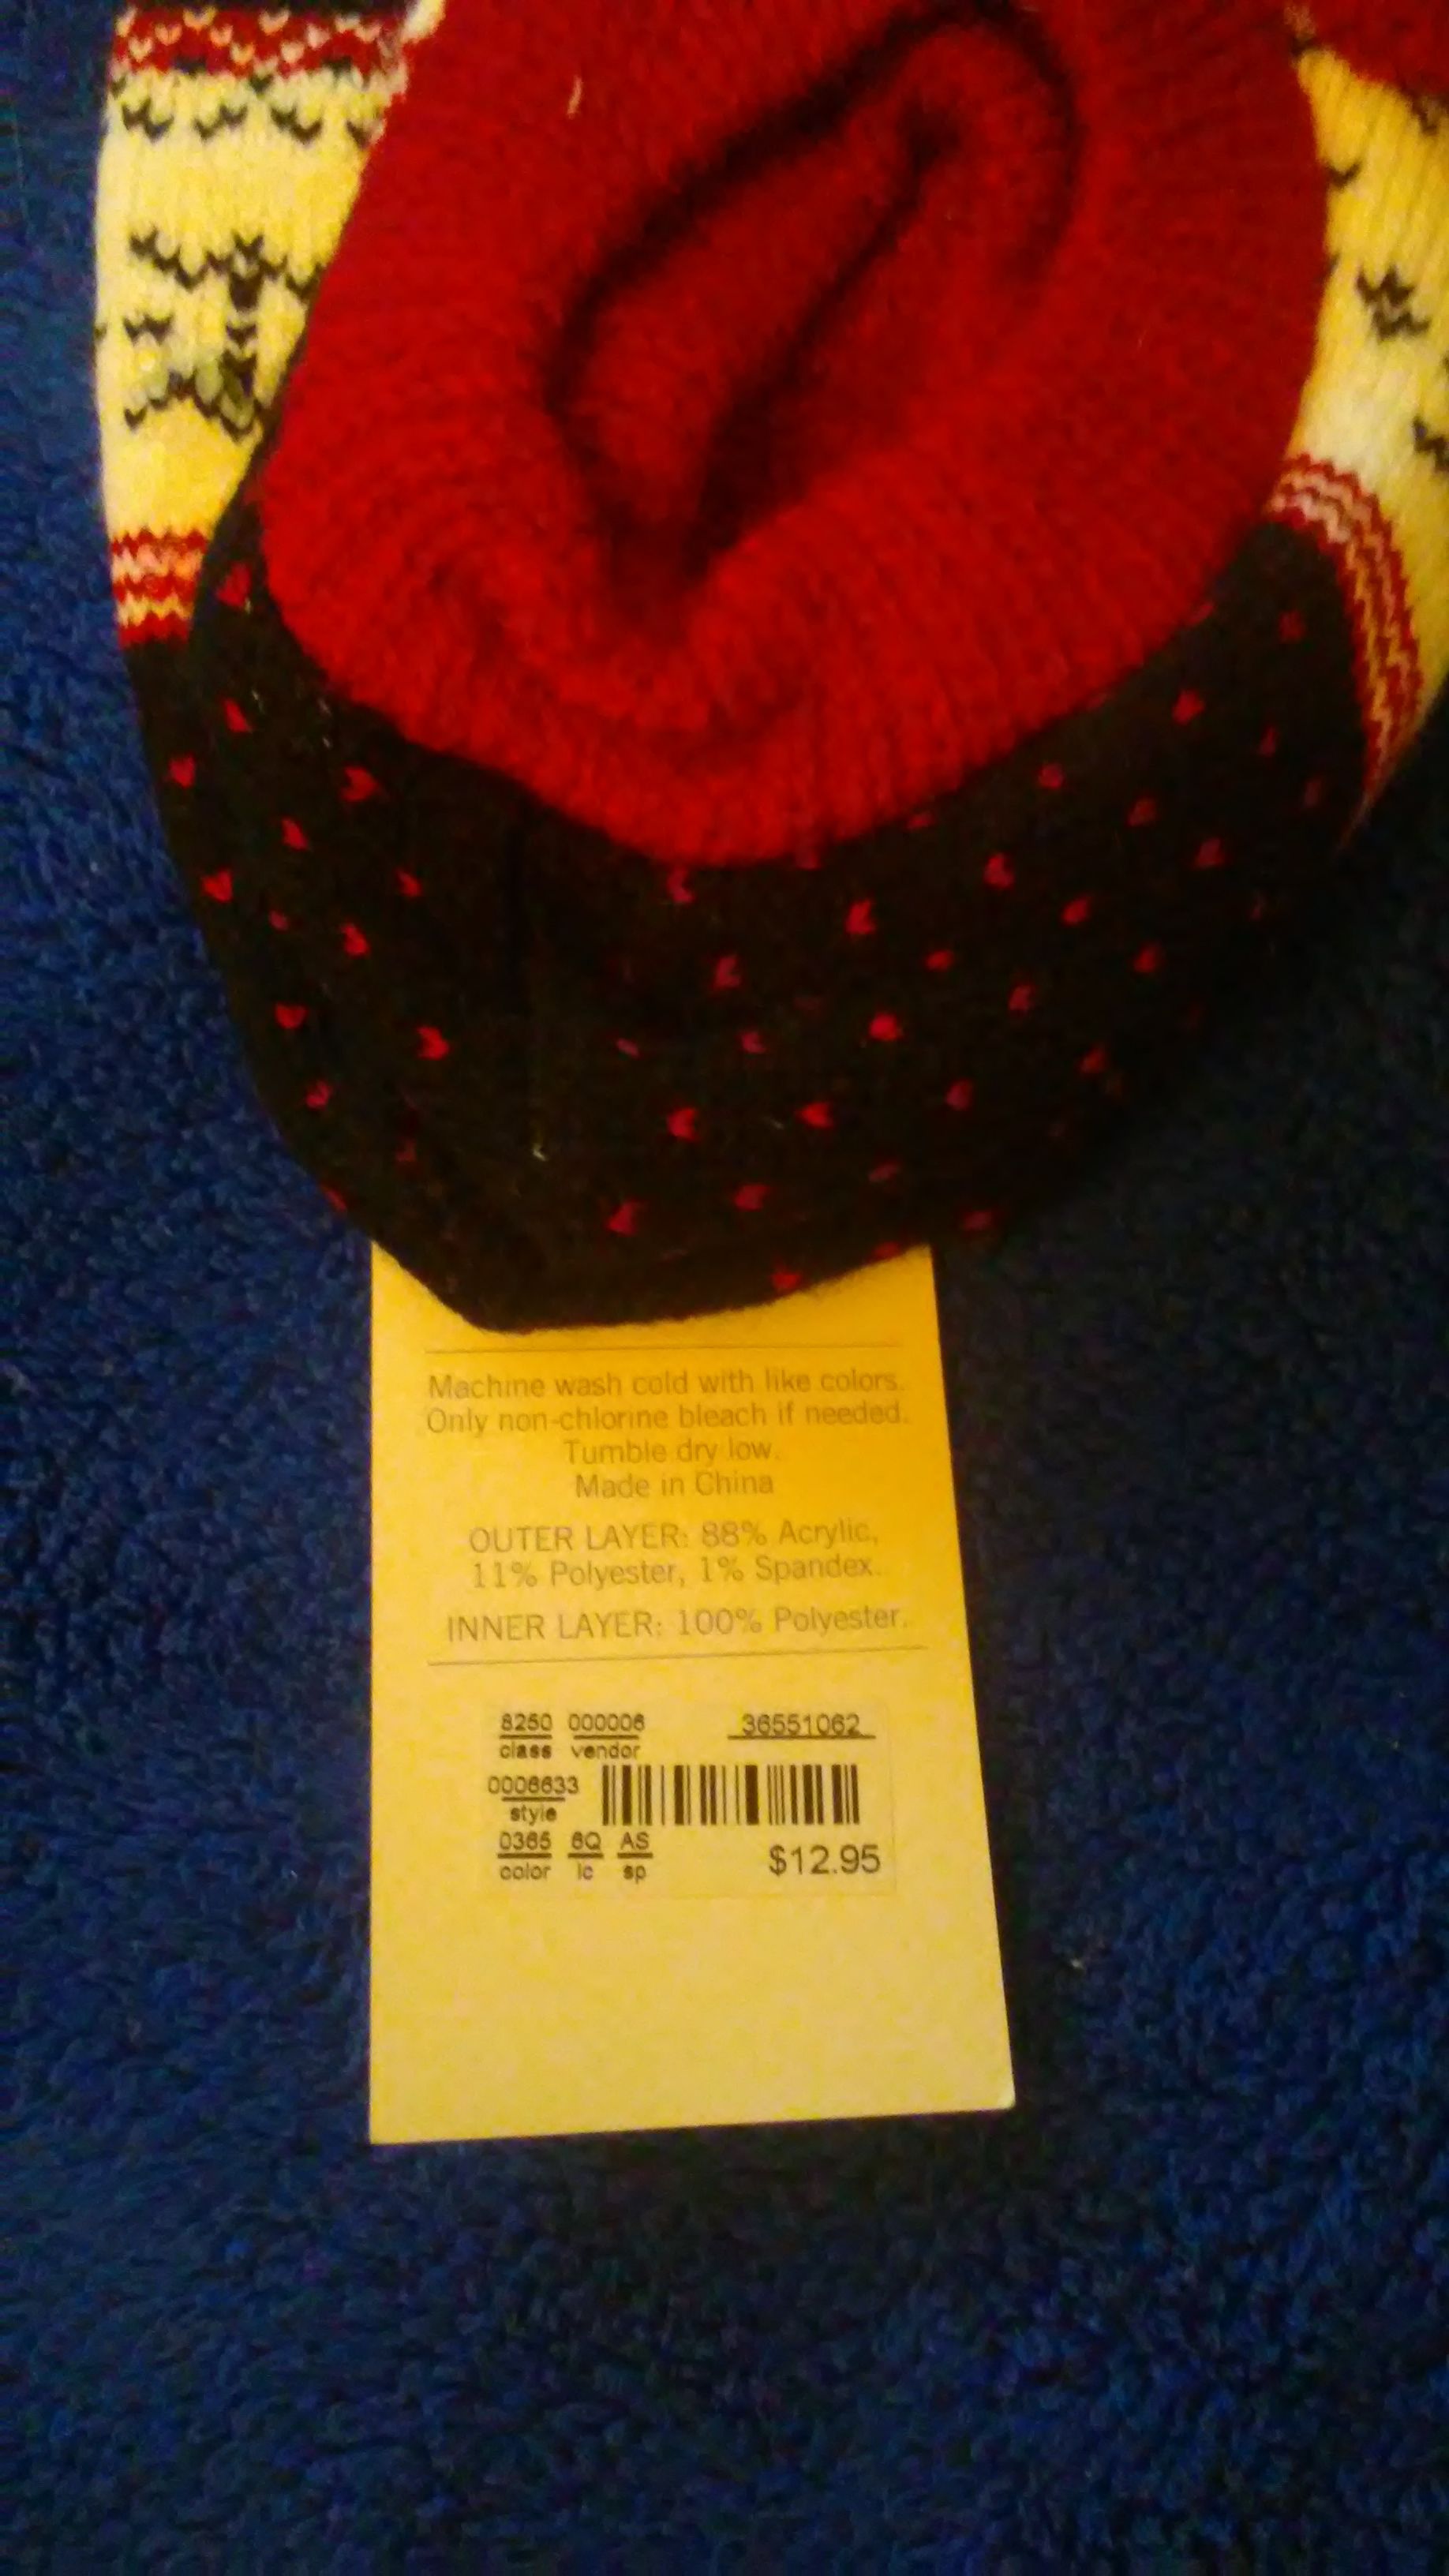 Machine wash cold with like colors.
Only non-chlorine bleach if needed.
Tumble dry low.
Made in China
OUTER LAYER: 88% Acrylic,
11% Polyester, 1% Spandex.
INNER LAYER: 100% Polyester.
8250 000006 36551062
class vendor
0006633
style
0365 6Q AS
color lc sp $12.95